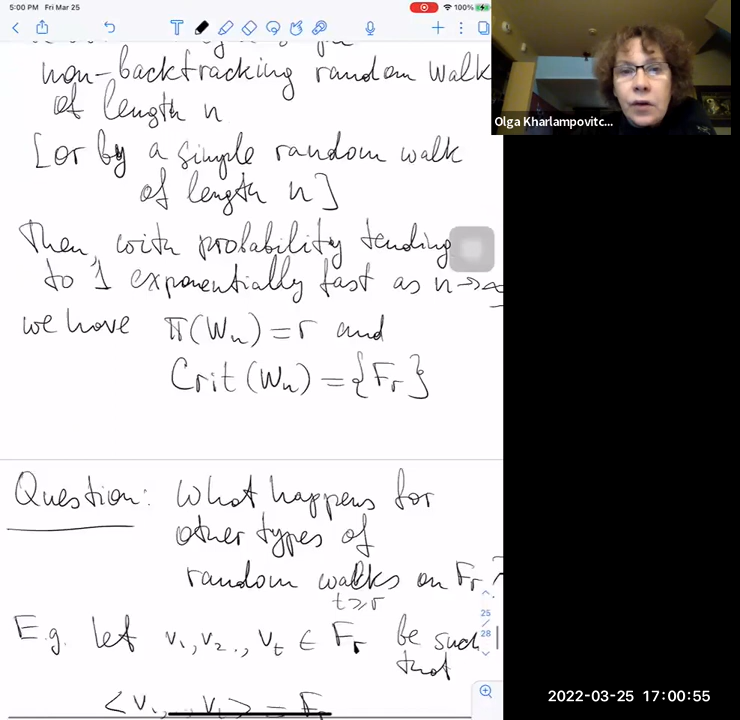 5:00 PM Fri Mar 25
100%
non-backtracking random walk
of length n
[or by a simple random walk
of length n]
Then, with probability tending
to 1 exponentially fast as n→∞
we have π(Wn) = r and
Crit(Wn) = {Fr}
Question: What happens for
other types of
random walks on Fr?
t≥r
E.g. let v1, v2.., vt ∈ Fr be such
that
<v1, ..., vt> = Fr
25
/
28
Olga Kharlampovitc...
2022-03-25 17:00:55